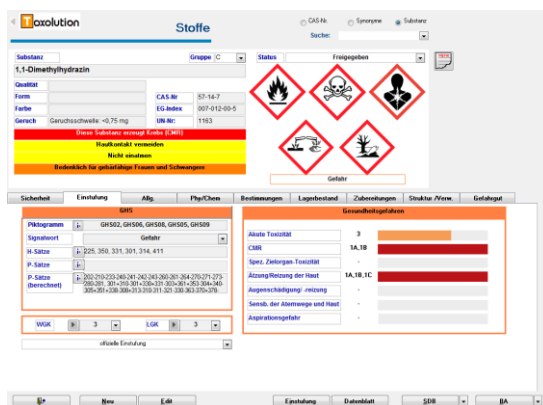 Toxolution
Stoffe
CAS-Nr. Synonyme Substanz
Suche:
Substanz Gruppe C
1,1-Dimethylhydrazin
Qualität
Form CAS-Nr 57-14-7
Farbe EG-Index 007-012-00-5
Geruch Geruchsschwelle: <0,75 mg UN-Nr: 1163
Diese Substanz erzeugt Krebs (CMR)
Hautkontakt vermeiden
Nicht einatmen
Bedenklich für gebärfähige Frauen und Schwangere
Status Freigegeben
Gefahr
Sicherheit Einstufung Allg. Phy/Chem Bestimmungen Lagerbestand Zubereitungen Struktur /Verw. Gefahrgut
GHS
Piktogramm GHS02, GHS06, GHS08, GHS05, GHS09
Signalwort Gefahr
H-Sätze 225, 350, 331, 301, 314, 411
P-Sätze
P-Sätze (berechnet)
WGK 3 LGK 3
offizielle Einstufung
Gesundheitsgefahren
Akute Toxizität 3
CMR 1A,1B
Spez. Zielorgan-Toxizität -
Ätzung/Reizung der Haut 1A,1B,1C
Augenschädigung/ -reizung -
Sensb. der Atemwege und Haut -
Aspirationsgefahr -
Neu Edit Einstufung Datenblatt SDB BA